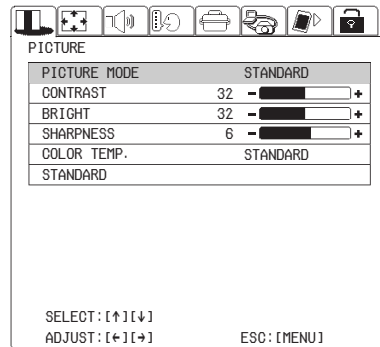 PICTURE
PICTURE MODE STANDARD
CONTRAST 32 - +
BRIGHT 32 - +
SHARPNESS 6 - +
COLOR TEMP. STANDARD
STANDARD
SELECT:[↑][↓]
ADJUST:[←][→] ESC:[MENU]